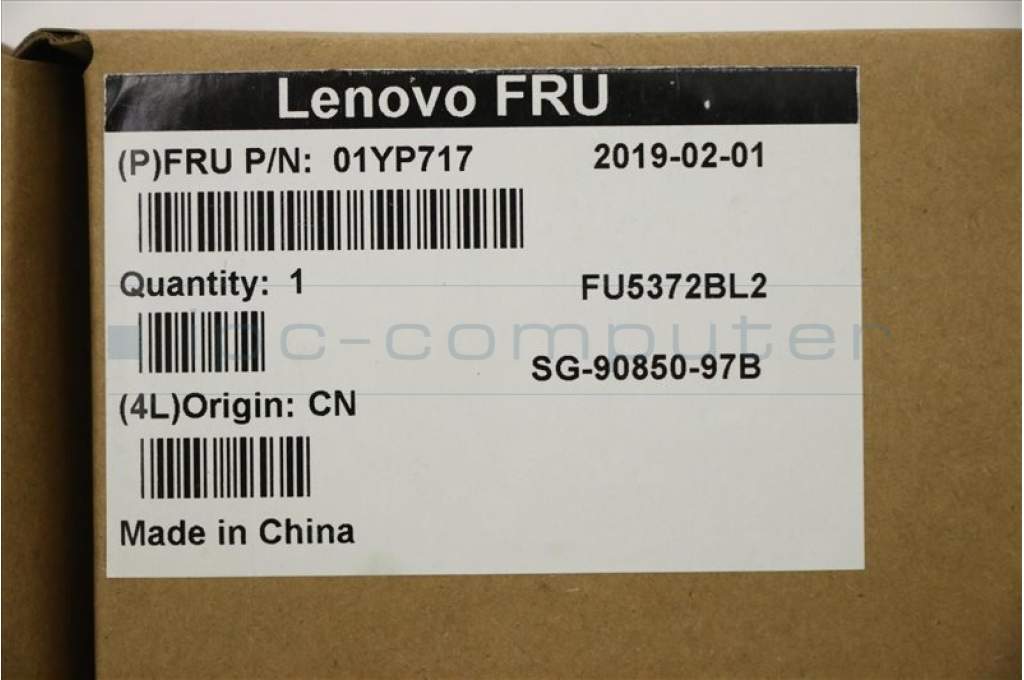 Lenovo FRU
(P)FRU P/N: 01YP717 2019-02-01
Quantity: 1 FU5372BL2
ipc-computer
SG-90850-97B
(4L)Origin: CN
Made in China